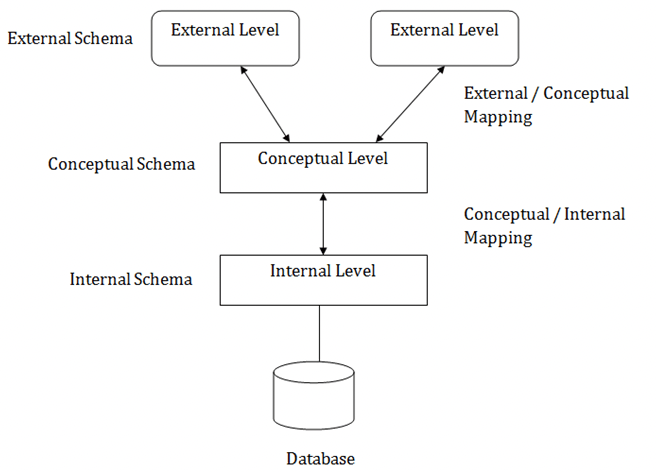 External Schema
External Level
External Level
External / Conceptual
Mapping
Conceptual Schema
Conceptual Level
Conceptual / Internal
Mapping
Internal Schema
Internal Level
Database